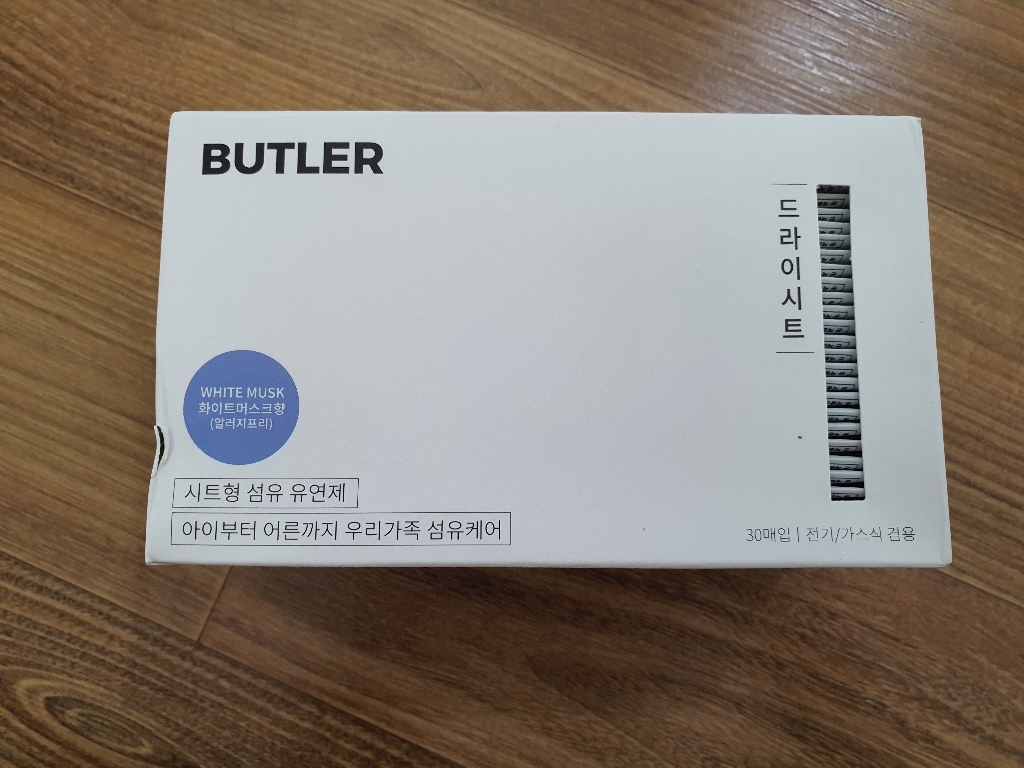 BUTLER
드라이시트
WHITE MUSK
화이트머스크향
(알러지프리)
시트형 섬유 유연제
아이부터 어른까지 우리가족 섬유케어
30매입 | 전기/가스식 겸용